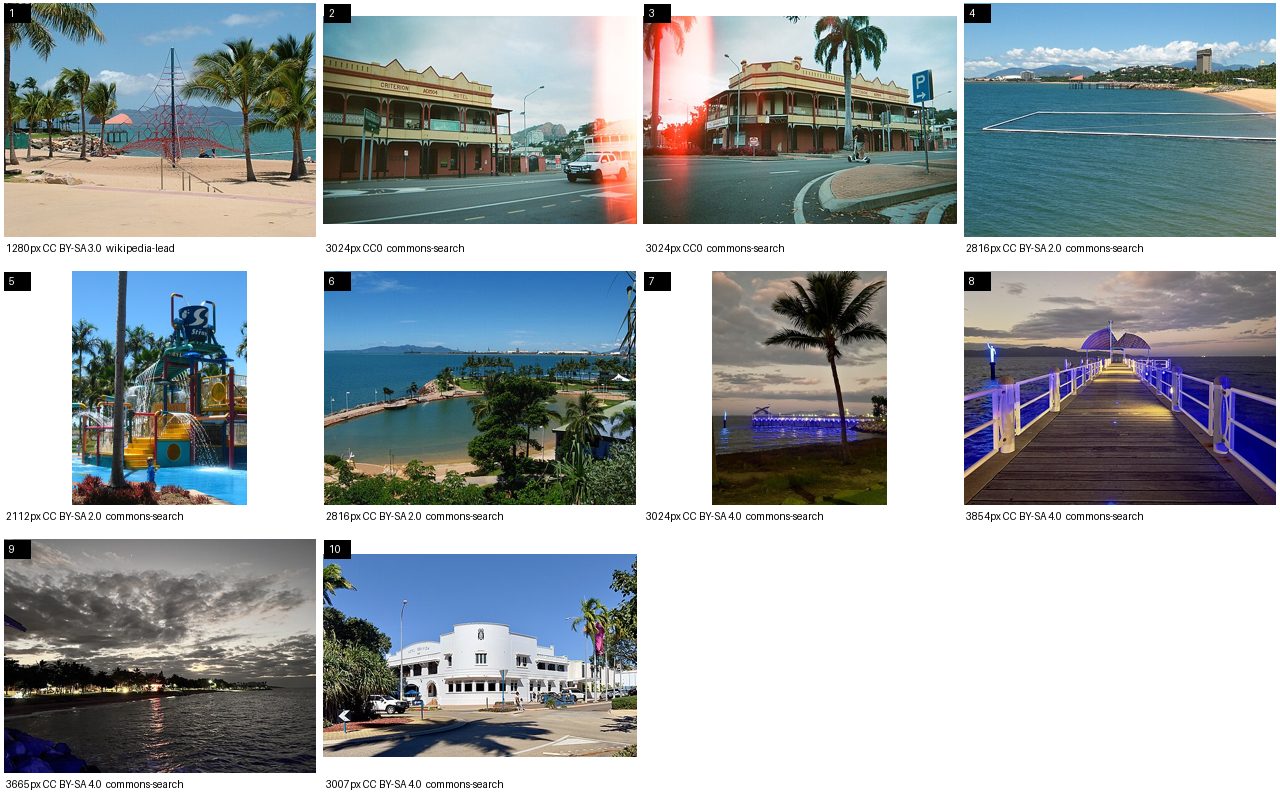 1
2
3
4
CRITERION HOTEL
P
1280px CC BY-SA 3.0 wikipedia-lead
3024px CC0 commons-search
3024px CC0 commons-search
2816px CC BY-SA 2.0 commons-search
5
6
7
8
S
2112px CC BY-SA 2.0 commons-search
2816px CC BY-SA 2.0 commons-search
3024px CC BY-SA 4.0 commons-search
3854px CC BY-SA 4.0 commons-search
9
10
3665px CC BY-SA 4.0 commons-search
3007px CC BY-SA 4.0 commons-search